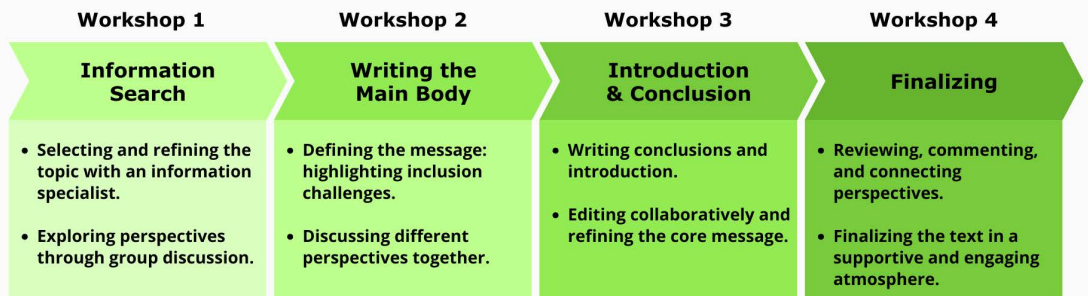 Workshop 1
Information
Search
• Selecting and refining the
topic with an information
specialist.
• Exploring perspectives
through group discussion.
Workshop 2
Writing the
Main Body
• Defining the message:
highlighting inclusion
challenges.
• Discussing different
perspectives together.
Workshop 3
Introduction
& Conclusion
• Writing conclusions and
introduction.
• Editing collaboratively and
refining the core message.
Workshop 4
Finalizing
• Reviewing, commenting,
and connecting
perspectives.
• Finalizing the text in a
supportive and engaging
atmosphere.